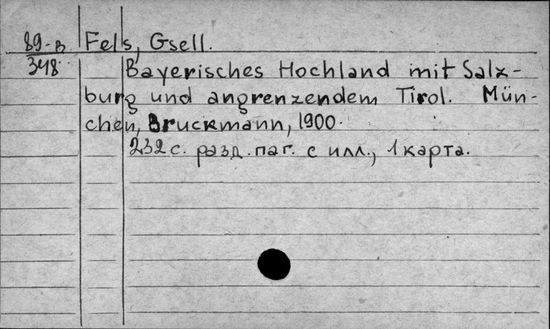 89-в Fels, Gsell.
348
Bayerisches Hochland mit Salz-
burg und angrenzendem Tirol. Mün-
chen, Bruckmann, 1900.
232 с. разд. паг. с илл., 1 карта.